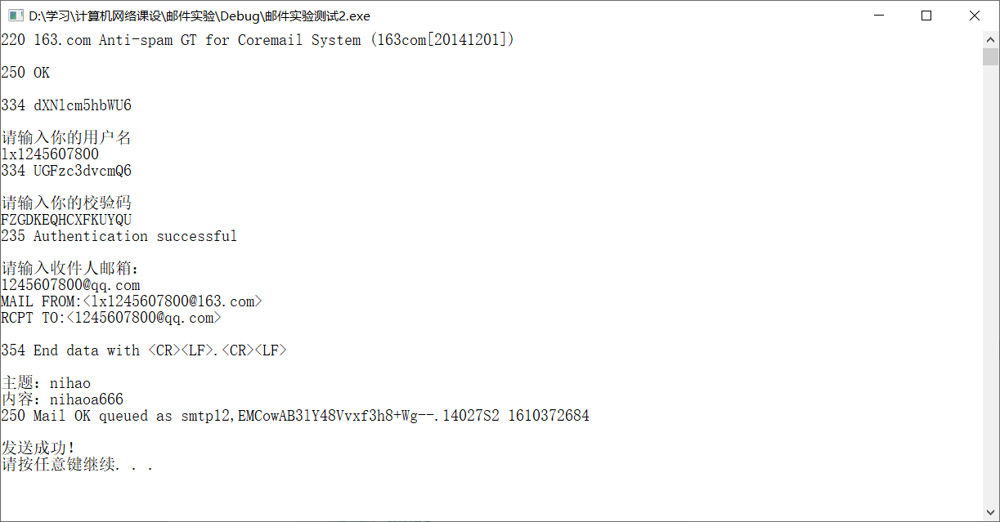 D:\学习\计算机网络课设\邮件实验\Debug\邮件实验测试2.exe
220 163.com Anti-spam GT for Coremail System (163com[20141201])
250 OK
334 dXNlcm5hbWU6
请输入你的用户名
lx1245607800
334 UGFzc3dvcmQ6
请输入你的校验码
FZGDKEQHCXFKUYQU
235 Authentication successful
请输入收件人邮箱：
1245607800@qq.com
MAIL FROM:<lx1245607800@163.com>
RCPT TO:<1245607800@qq.com>
354 End data with <CR><LF>.<CR><LF>
主题：nihao
内容：nihaoa666
250 Mail OK queued as smtp12,EMCowAB3lY48Vvxf3h8+Wg--.14027S2 1610372684
发送成功！
请按任意键继续. . .